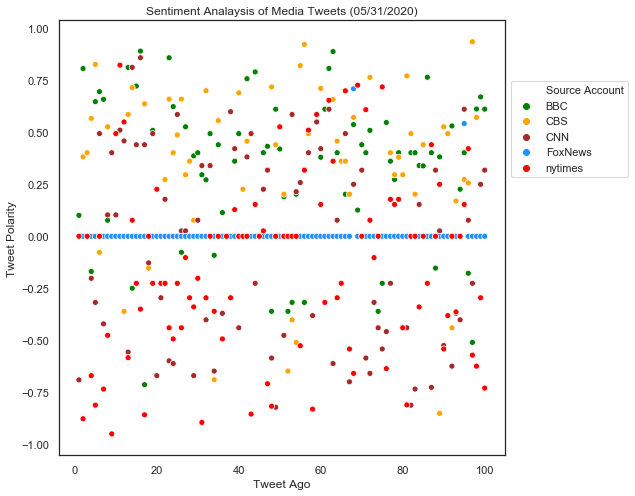 Sentiment Analaysis of Media Tweets (05/31/2020)
1.00
0.75
0.50
0.25
0.00
−0.25
−0.50
−0.75
−1.00
Tweet Polarity
0 20 40 60 80 100
Tweet Ago
Source Account
BBC
CBS
CNN
FoxNews
nytimes